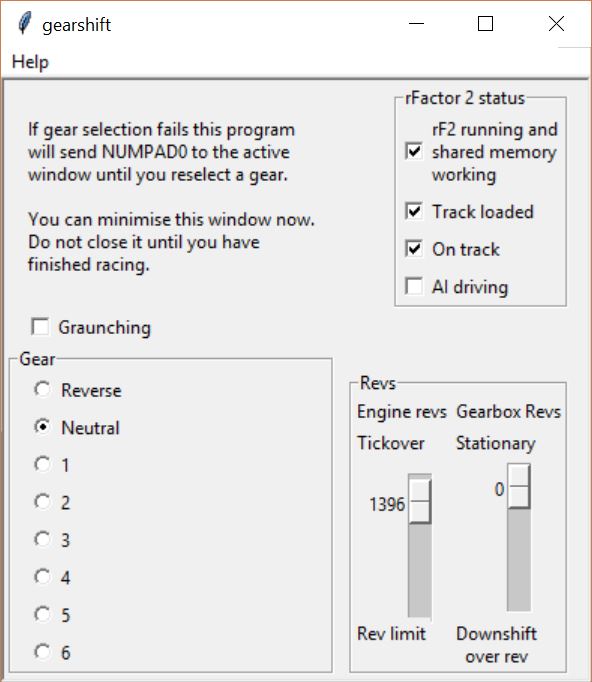 gearshift
Help
If gear selection fails this program
will send NUMPAD0 to the active
window until you reselect a gear.
You can minimise this window now.
Do not close it until you have
finished racing.
rFactor 2 status
rF2 running and
shared memory
working
Track loaded
On track
AI driving
Graunching
Gear
Reverse
Neutral
1
2
3
4
5
6
Revs
Engine revs Gearbox Revs
Tickover Stationary
1396 0
Rev limit Downshift
over rev